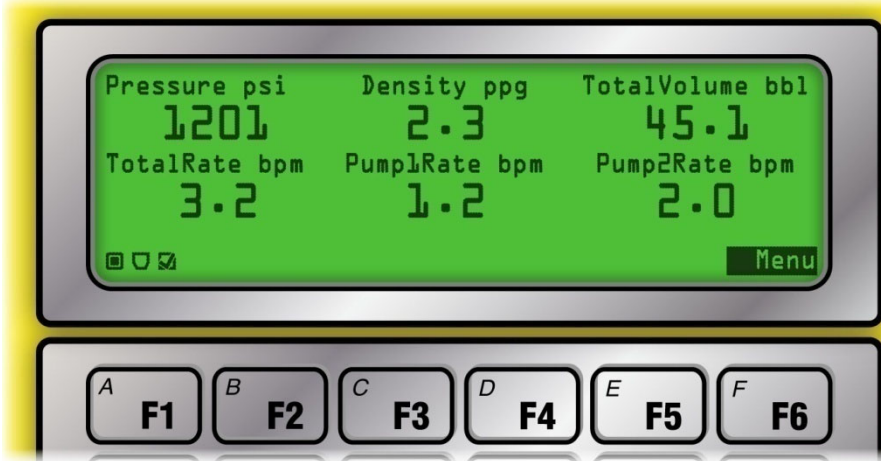 Pressure psi Density ppg TotalVolume bbl
1201 2.3 45.1
TotalRate bpm Pump1Rate bpm Pump2Rate bpm
3.2 1.2 2.0
Menu
A F1 B F2 C F3 D F4 E F5 F F6